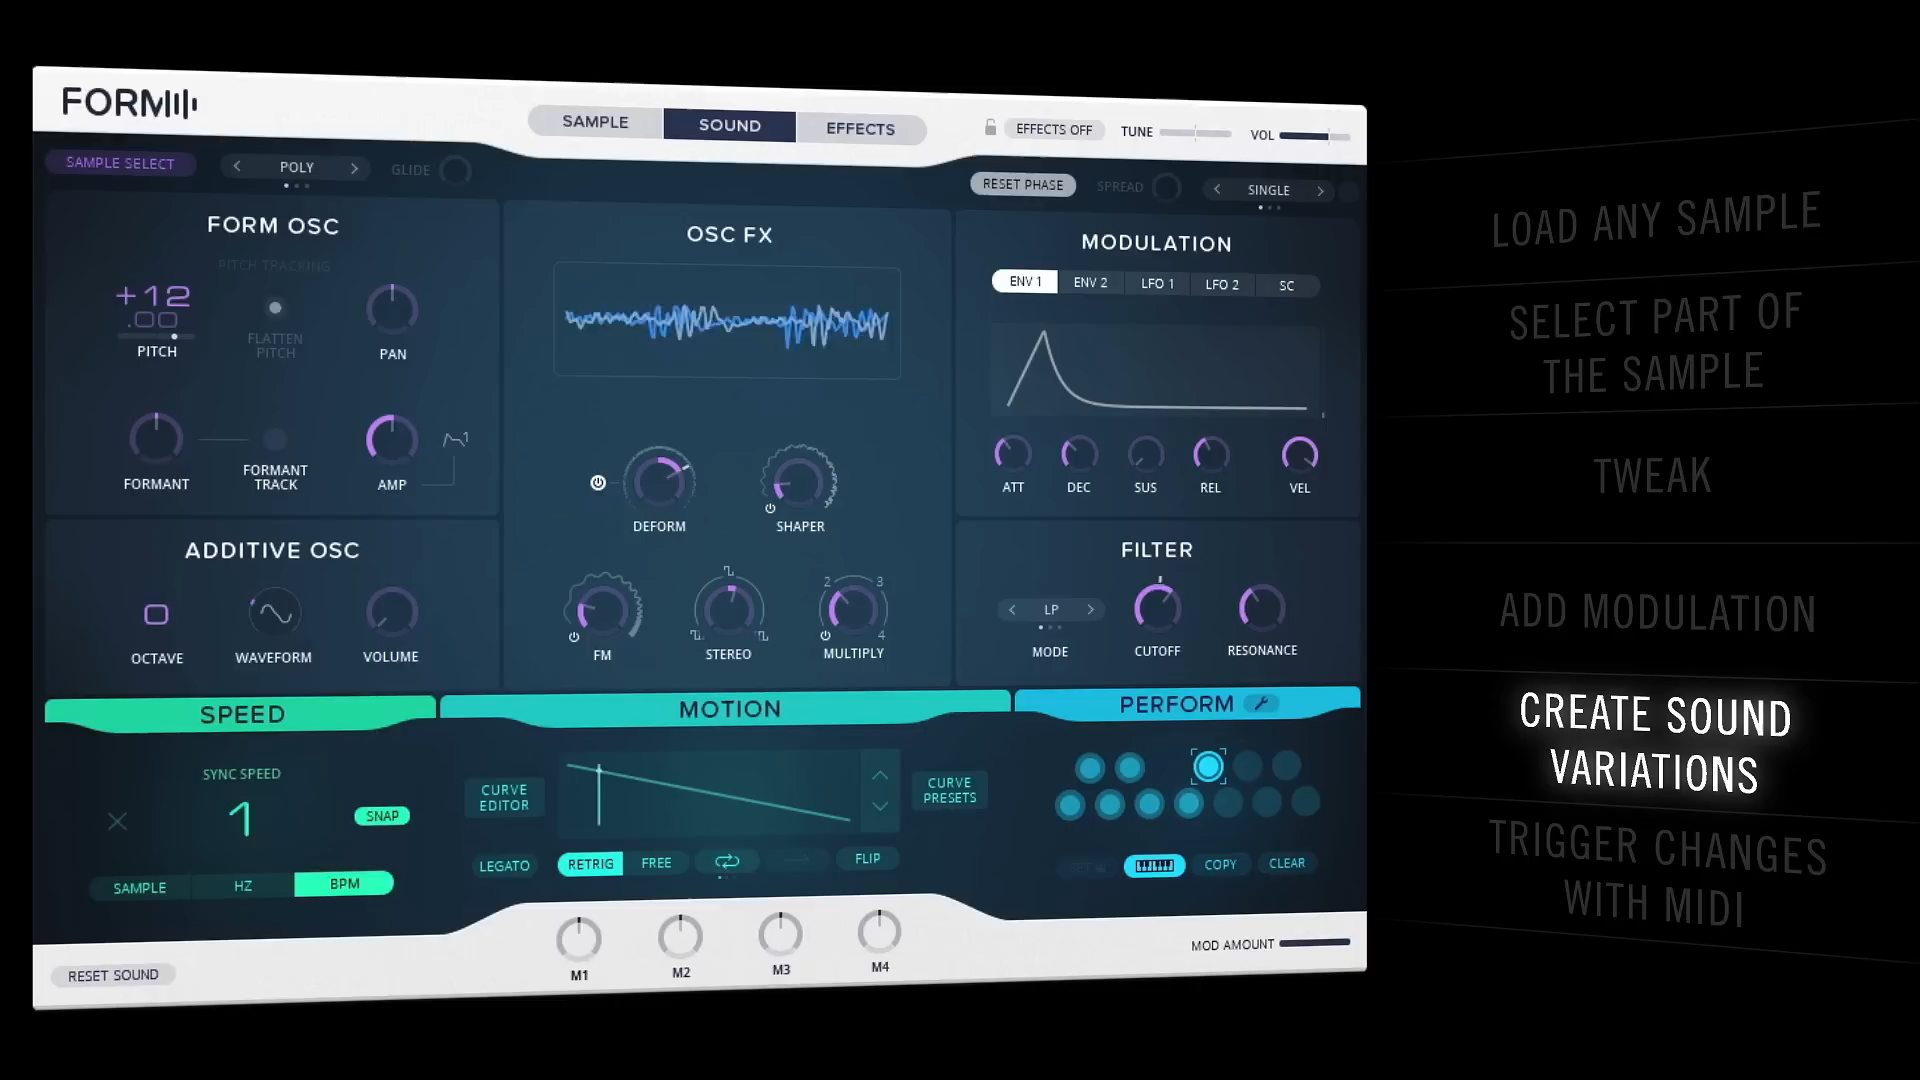 FORM
SAMPLE
SOUND
EFFECTS
EFFECTS OFF
TUNE
VOL
SAMPLE SELECT
POLY
GLIDE
RESET PHASE
SPREAD
SINGLE
FORM OSC
PITCH TRACKING
+12
.00
PITCH
FLATTEN
PITCH
PAN
FORMANT
FORMANT
TRACK
AMP
1
OSC FX
DEFORM
SHAPER
FM
STEREO
2
3
4
MULTIPLY
MODULATION
ENV 1
ENV 2
LFO 1
LFO 2
SC
ATT
DEC
SUS
REL
VEL
ADDITIVE OSC
OCTAVE
WAVEFORM
VOLUME
FILTER
LP
MODE
CUTOFF
RESONANCE
SPEED
SYNC SPEED
1
SNAP
SAMPLE
HZ
BPM
MOTION
CURVE
EDITOR
CURVE
PRESETS
LEGATO
RETRIG
FREE
FLIP
PERFORM
SET
COPY
CLEAR
RESET SOUND
M1
M2
M3
M4
MOD AMOUNT
LOAD ANY SAMPLE
SELECT PART OF
THE SAMPLE
TWEAK
ADD MODULATION
CREATE SOUND
VARIATIONS
TRIGGER CHANGES
WITH MIDI